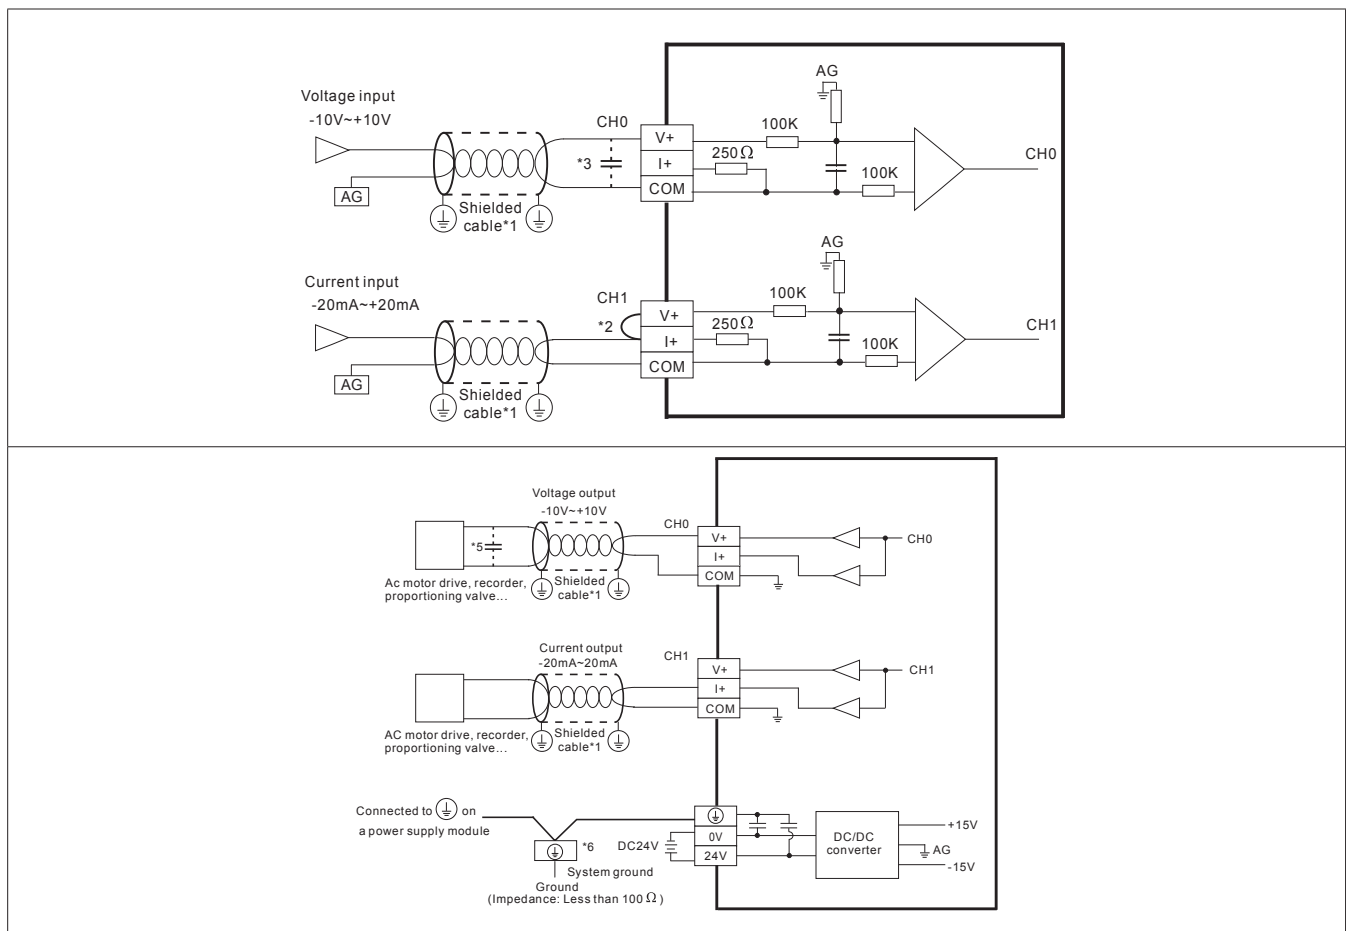 AG
Voltage input
-10V~+10V
CH0
100K
V+
*3
I+
250Ω
CH0
COM
100K
AG
Shielded
cable*1
AG
Current input
-20mA~+20mA
CH1
100K
V+
*2
I+
250Ω
CH1
COM
100K
AG
Shielded
cable*1
Voltage output
-10V~+10V
CH0
V+
CH0
*5
I+
COM
Ac motor drive, recorder,
proportioning valve...
Shielded
cable*1
Current output
-20mA~20mA
CH1
V+
CH1
I+
COM
AC motor drive, recorder,
proportioning valve...
Shielded
cable*1
Connected to on
a power supply module
*6
DC24V
0V
24V
DC/DC
converter
+15V
AG
-15V
System ground
Ground
(Impedance: Less than 100 Ω )